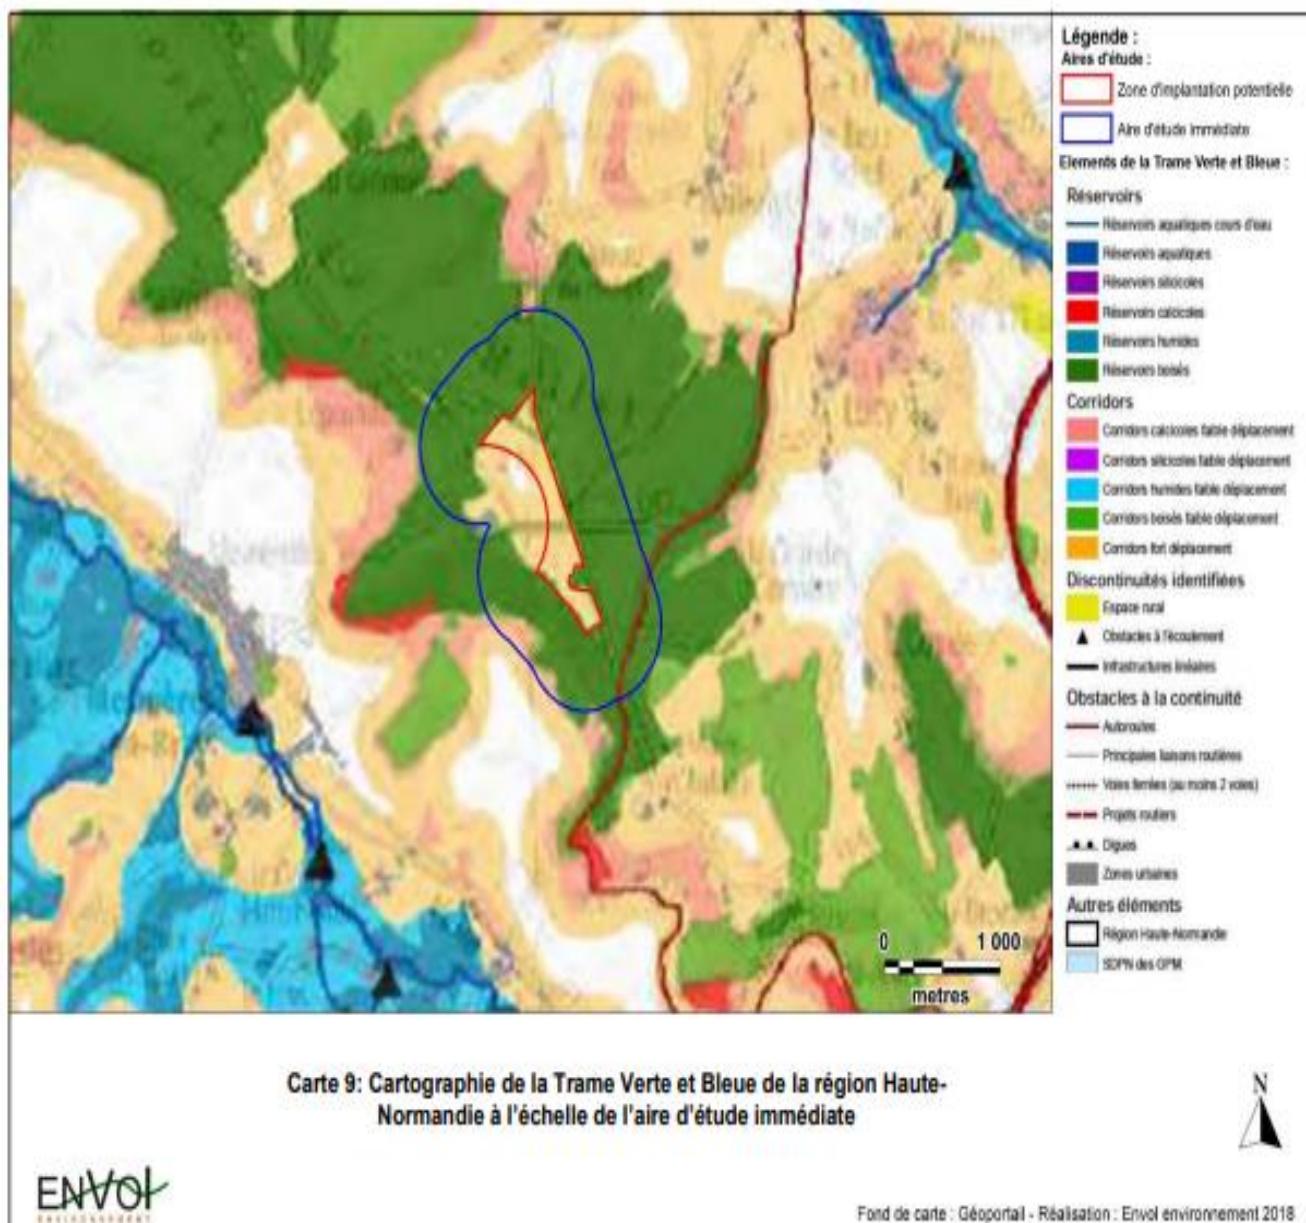 Légende :
Aires d'étude :
Zone d'implantation potentielle
Aire d'étude immédiate
Elements de la Trame Verte et Bleue :
Réservoirs
Réservoirs aquatiques cours d'eau
Réservoirs aquatiques
Réservoirs silicicoles
Réservoirs calcicoles
Réservoirs humides
Réservoirs boisés
Corridors
Corridors calcicoles faible déplacement
Corridors silicicoles faible déplacement
Corridors humides faible déplacement
Corridors boisés faible déplacement
Corridors fort déplacement
Discontinuités identifiées
Espace rural
Obstacles à l'écoulement
Infrastructures linéaires
Obstacles à la continuité
Autoroutes
Principales liaisons routières
Voies ferrées (au moins 2 voies)
Projets routiers
Digues
Zones urbaines
Autres éléments
Région Haute-Normandie
SDPN des GPM
0 1 000
metres
Carte 9: Cartographie de la Trame Verte et Bleue de la région Haute-
Normandie à l'échelle de l'aire d'étude immédiate
N
ENVOl
ENVIRONNEMENT
Fond de carte : Géoportail - Réalisation : Envol environnement 2018